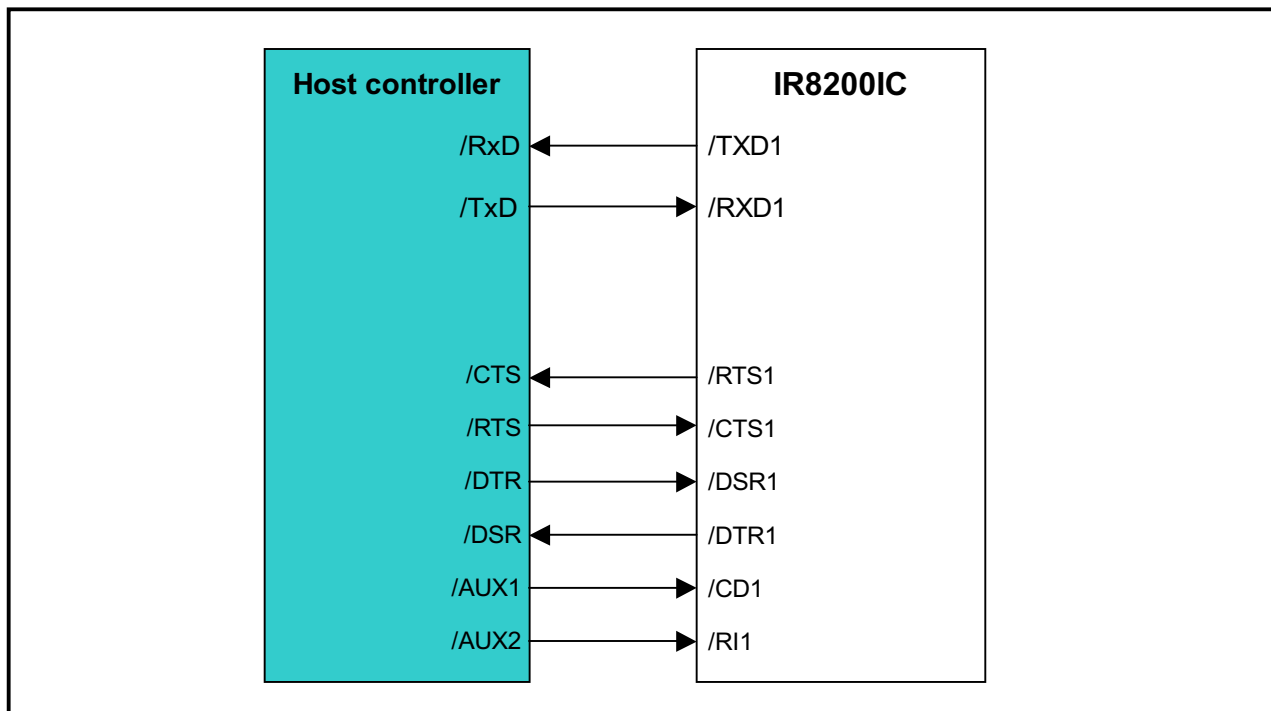 Host controller IR8200IC
/RxD /TXD1
/TxD /RXD1
/CTS /RTS1
/RTS /CTS1
/DTR /DSR1
/DSR /DTR1
/AUX1 /CD1
/AUX2 /RI1